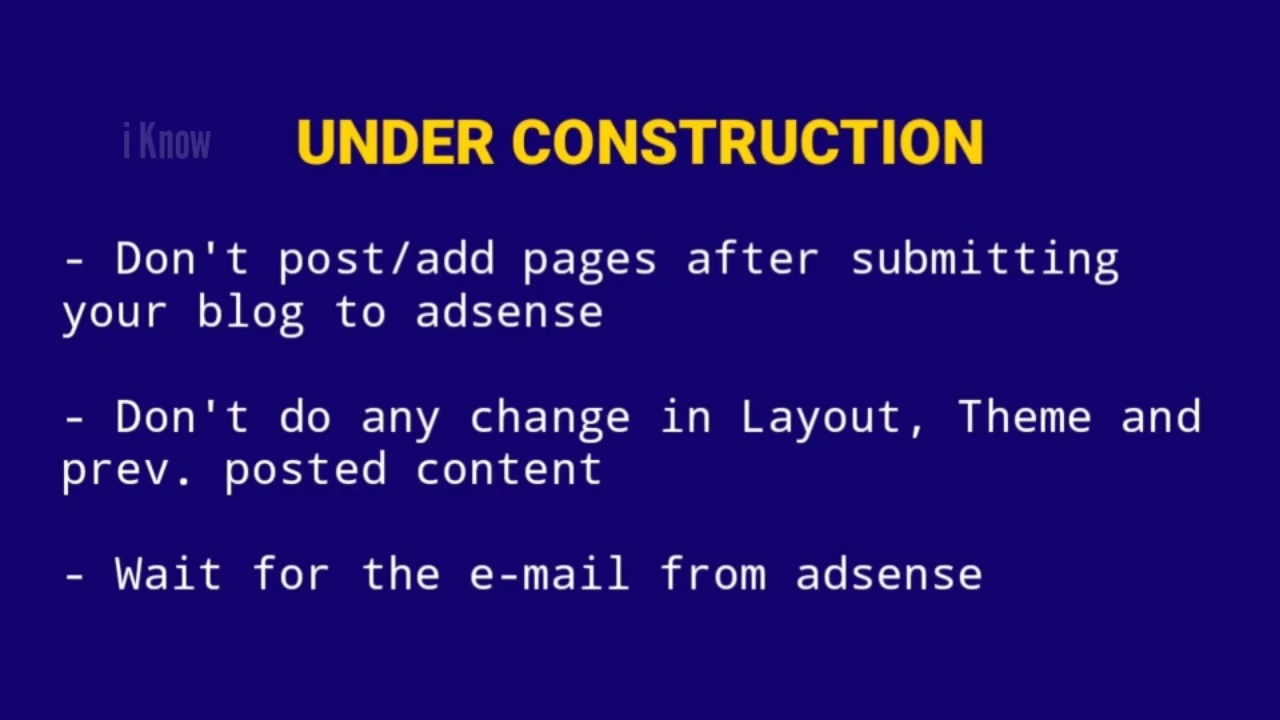 i Know
UNDER CONSTRUCTION
- Don't post/add pages after submitting
your blog to adsense
- Don't do any change in Layout, Theme and
prev. posted content
- Wait for the e-mail from adsense